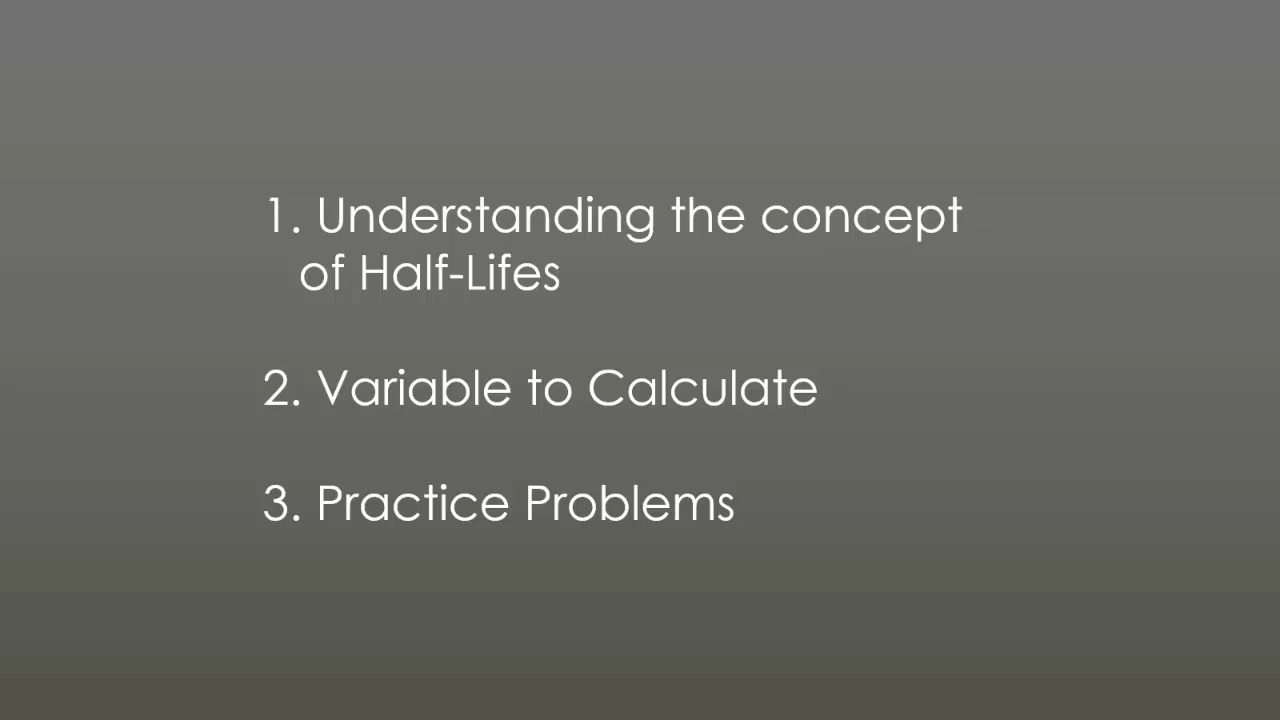 1. Understanding the concept
of Half-Lifes
2. Variable to Calculate
3. Practice Problems